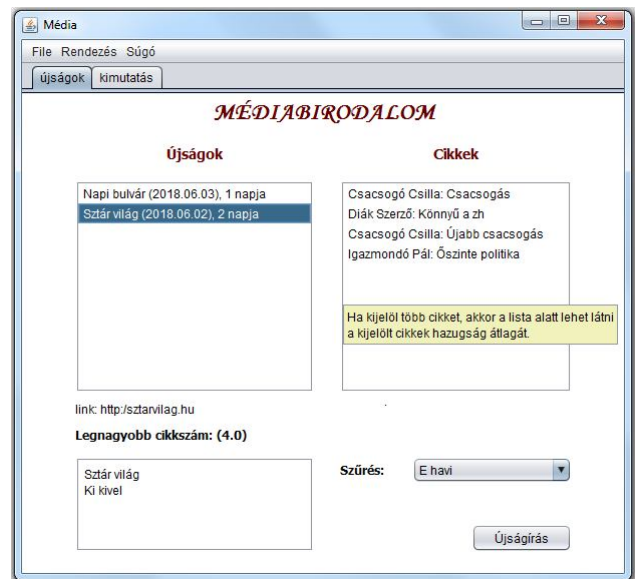 Média
File Rendezés Súgó
újságok kimutatás
MÉDIABIRODALOM
Újságok
Cikkek
Napi bulvár (2018.06.03), 1 napja
Sztár világ (2018.06.02), 2 napja
Csacsogó Csilla: Csacsogás
Diák Szerző: Könnyű a zh
Csacsogó Csilla: Újabb csacsogás
Igazmondó Pál: Őszinte politika
Ha kijelöl több cikket, akkor a lista alatt lehet látni
a kijelölt cikkek hazugság átlagát.
link: http:/sztarvilag.hu
Legnagyobb cikkszám: (4.0)
Sztár világ
Ki kivel
Szűrés:
E havi
Újságírás